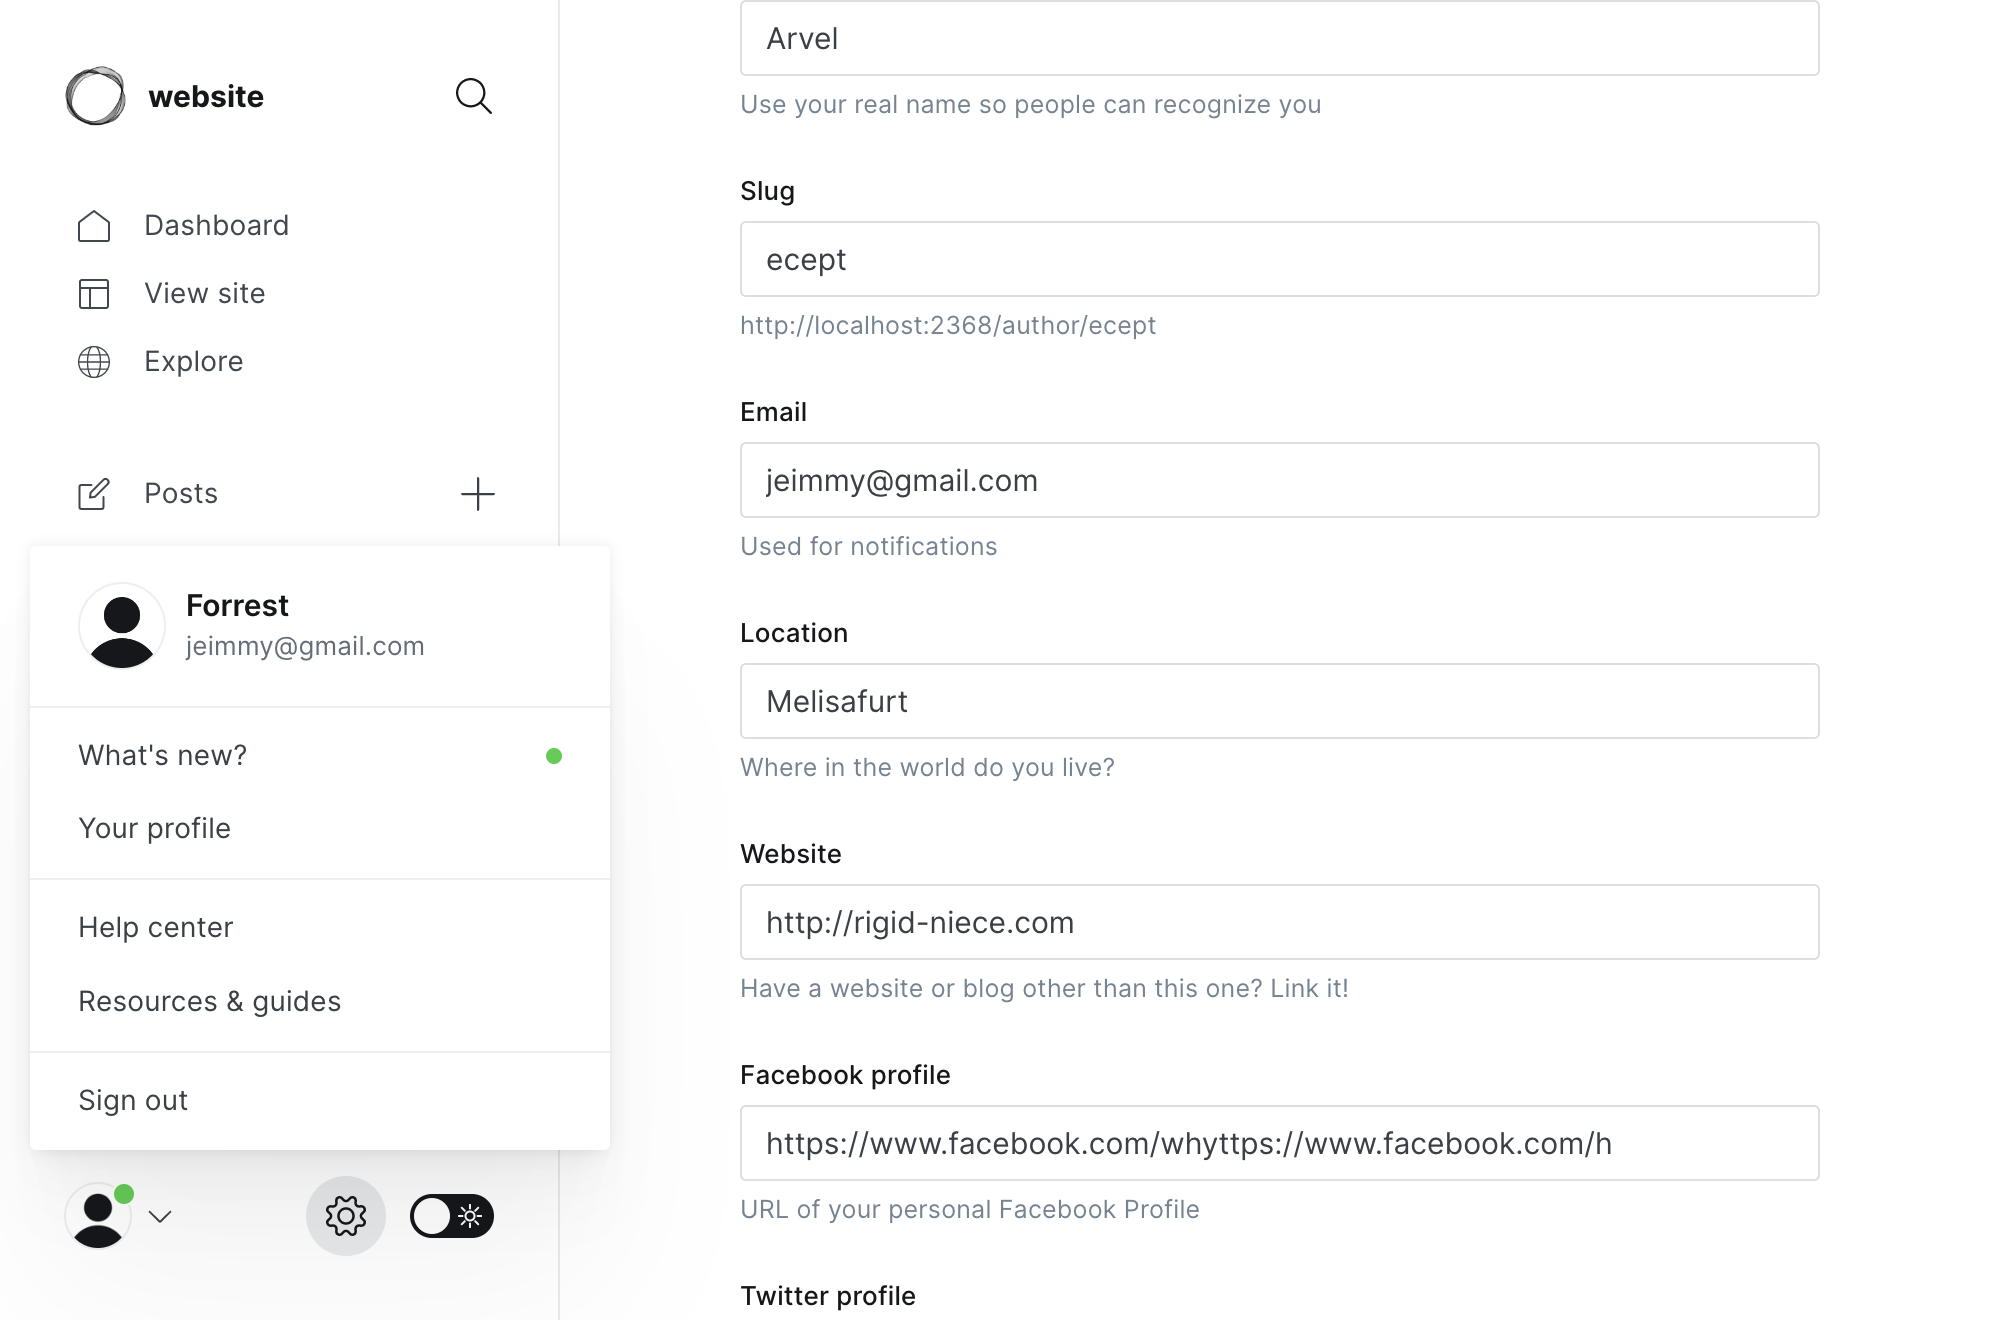 website
Dashboard
View site
Explore
Posts
Forrest
jeimmy@gmail.com
What's new?
Your profile
Help center
Resources & guides
Sign out
Arvel
Use your real name so people can recognize you
Slug
ecept
http://localhost:2368/author/ecept
Email
jeimmy@gmail.com
Used for notifications
Location
Melisafurt
Where in the world do you live?
Website
http://rigid-niece.com
Have a website or blog other than this one? Link it!
Facebook profile
https://www.facebook.com/whyttps://www.facebook.com/h
URL of your personal Facebook Profile
Twitter profile